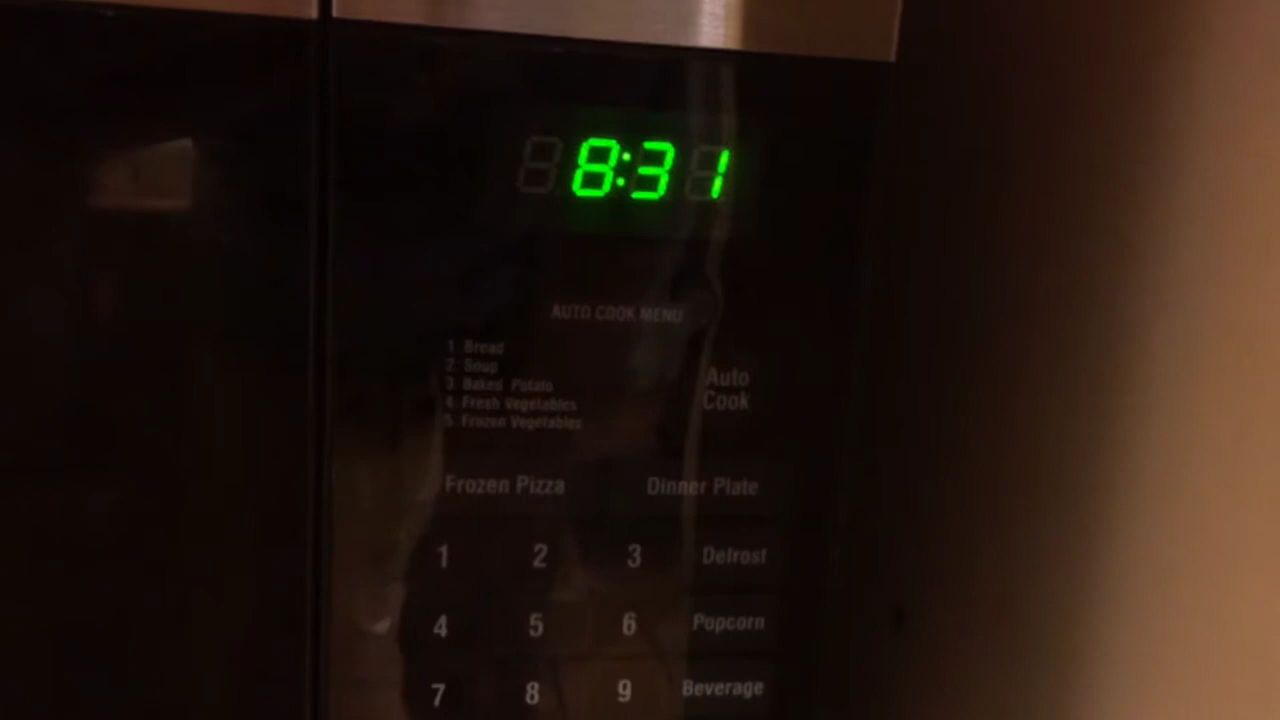 8:31
AUTO COOK MENU
1 Bread
2 Soup
3 Baked Potato
4 Fresh Vegetables
5 Frozen Vegetables
Auto
Cook
Frozen Pizza
Dinner Plate
1 2 3 Defrost
4 5 6 Popcorn
7 8 9 Beverage